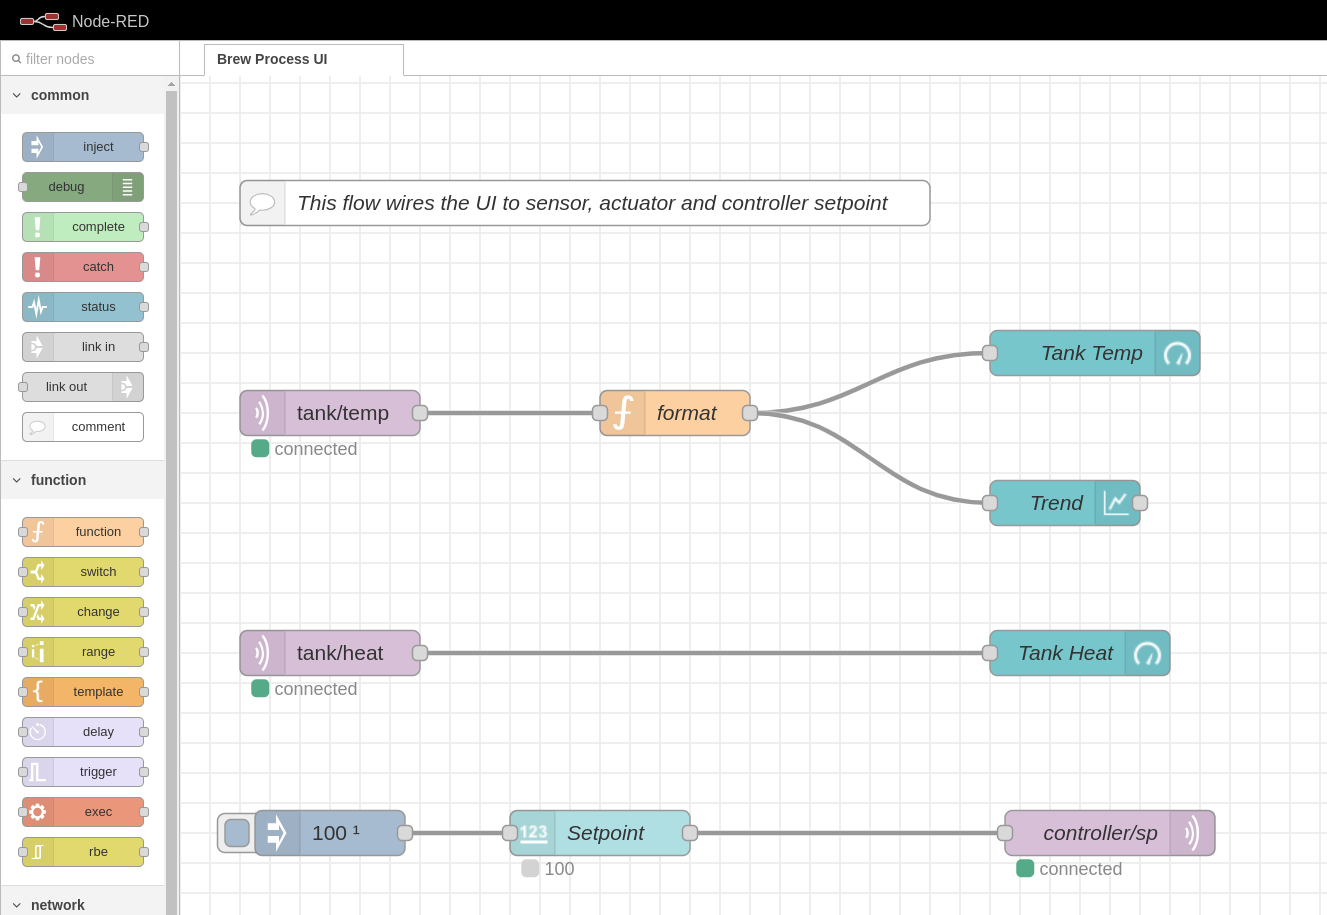 Node-RED
filter nodes
Brew Process UI
common
inject
debug
complete
catch
status
link in
link out
comment
function
function
switch
change
range
template
delay
trigger
exec
rbe
network
This flow wires the UI to sensor, actuator and controller setpoint
Tank Temp
tank/temp
format
connected
Trend
tank/heat
Tank Heat
connected
100 ¹
123
Setpoint
controller/sp
100
connected